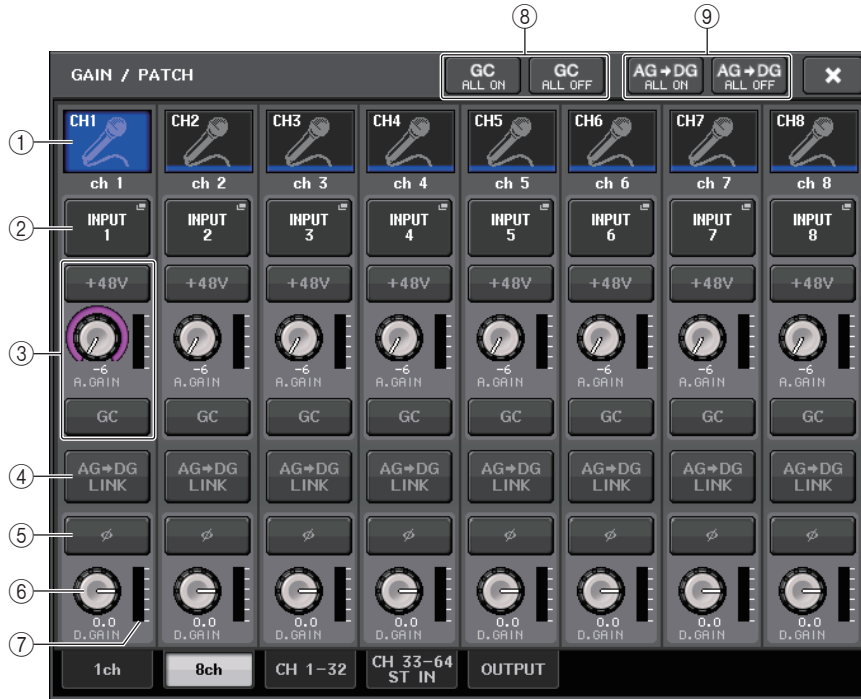 ⑧ ⑨
GAIN / PATCH GC ALL ON GC ALL OFF AG➔DG ALL ON AG➔DG ALL OFF ×
① CH1 CH2 CH3 CH4 CH5 CH6 CH7 CH8
ch 1 ch 2 ch 3 ch 4 ch 5 ch 6 ch 7 ch 8
② INPUT INPUT INPUT INPUT INPUT INPUT INPUT INPUT
1 2 3 4 5 6 7 8
+48V +48V +48V +48V +48V +48V +48V +48V
③
-6 -6 -6 -6 -6 -6 -6 -6
A.GAIN A.GAIN A.GAIN A.GAIN A.GAIN A.GAIN A.GAIN A.GAIN
GC GC GC GC GC GC GC GC
④ AG➔DG AG➔DG AG➔DG AG➔DG AG➔DG AG➔DG AG➔DG AG➔DG
LINK LINK LINK LINK LINK LINK LINK LINK
⑤ ø ø ø ø ø ø ø ø
⑥
0.0 0.0 0.0 0.0 0.0 0.0 0.0 0.0
⑦ D.GAIN D.GAIN D.GAIN D.GAIN D.GAIN D.GAIN D.GAIN D.GAIN
1ch 8ch CH 1-32 CH 33-64 ST IN OUTPUT